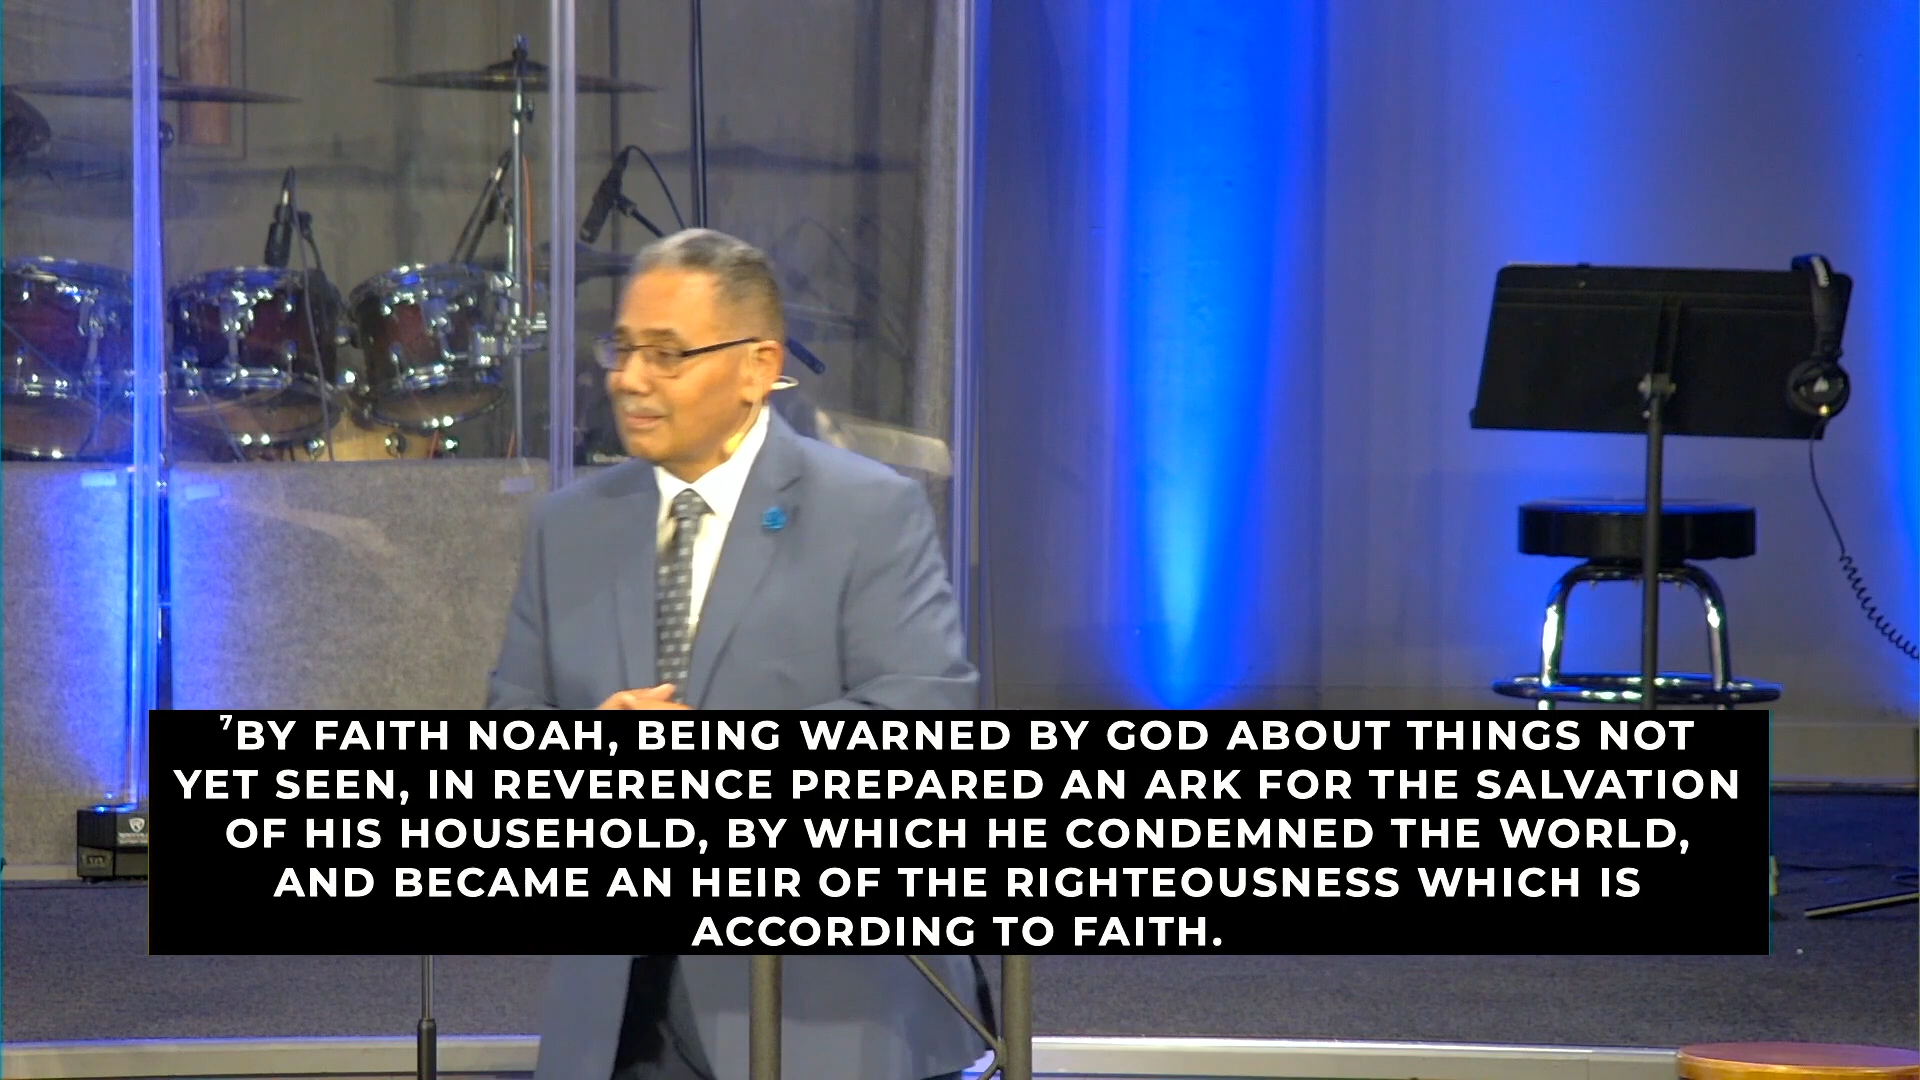 ⁷BY FAITH NOAH, BEING WARNED BY GOD ABOUT THINGS NOT
YET SEEN, IN REVERENCE PREPARED AN ARK FOR THE SALVATION
OF HIS HOUSEHOLD, BY WHICH HE CONDEMNED THE WORLD,
AND BECAME AN HEIR OF THE RIGHTEOUSNESS WHICH IS
ACCORDING TO FAITH.